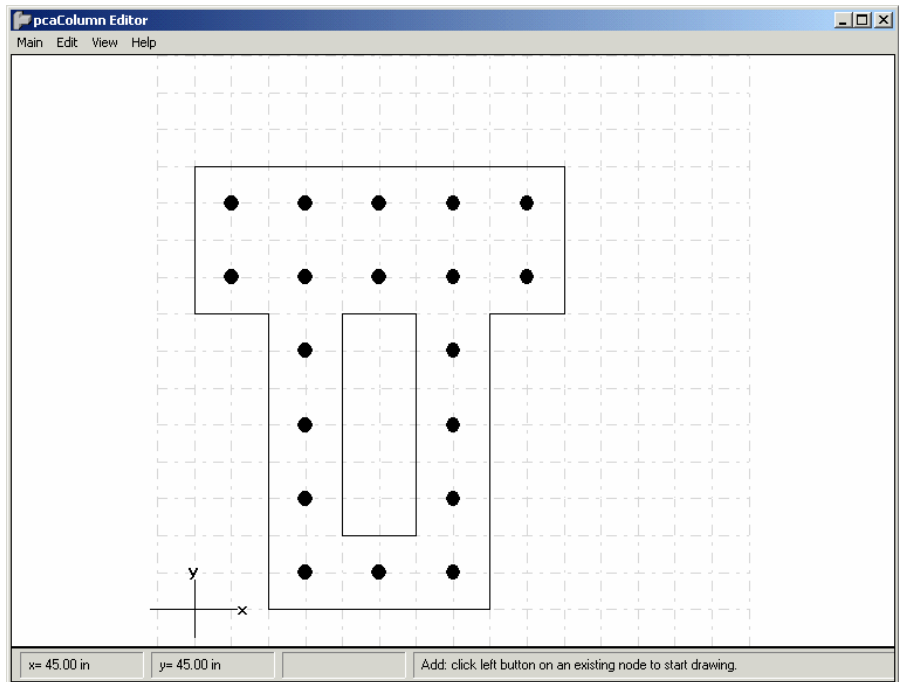 pcaColumn Editor
Main Edit View Help
y
x
x= 45.00 in
y= 45.00 in
Add: click left button on an existing node to start drawing.